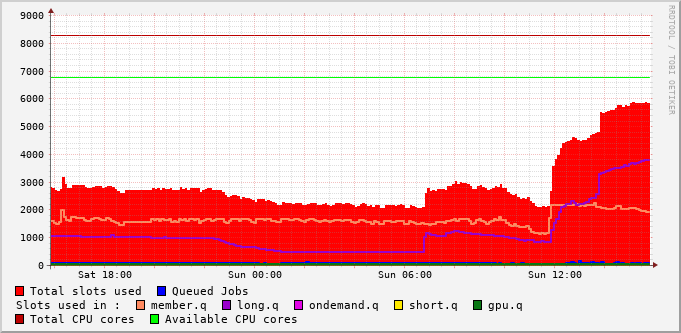 RRDTOOL / TOBI OETIKER
9000
8000
7000
6000
5000
4000
3000
2000
1000
0
Sat 18:00 Sun 00:00 Sun 06:00 Sun 12:00
Total slots used Queued Jobs
Slots used in : member.q long.q ondemand.q short.q gpu.q
Total CPU cores Available CPU cores